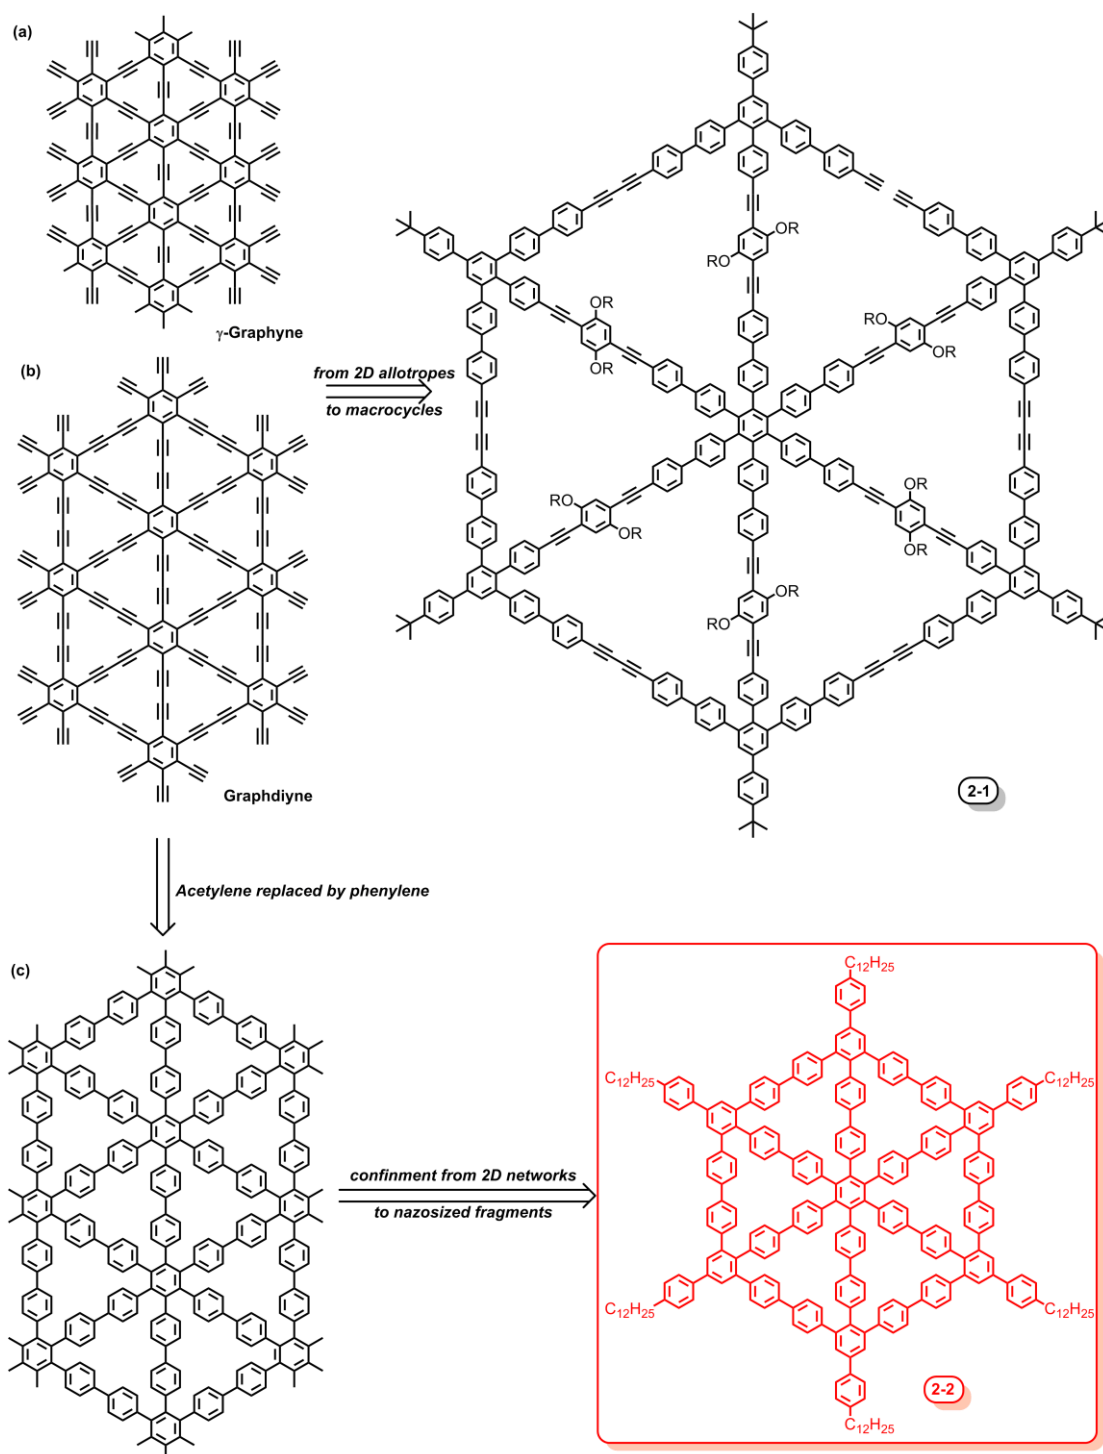 (a)
γ-Graphyne
(b)
Graphdiyne
from 2D allotropes
to macrocycles
OR
RO
OR
OR
RO
OR
RO
OR
OR
OR
RO
RO
2-1
Acetylene replaced by phenylene
(c)
confinment from 2D networks
to nazosized fragments
C12H25
C12H25
C12H25
C12H25
C12H25
C12H25
2-2